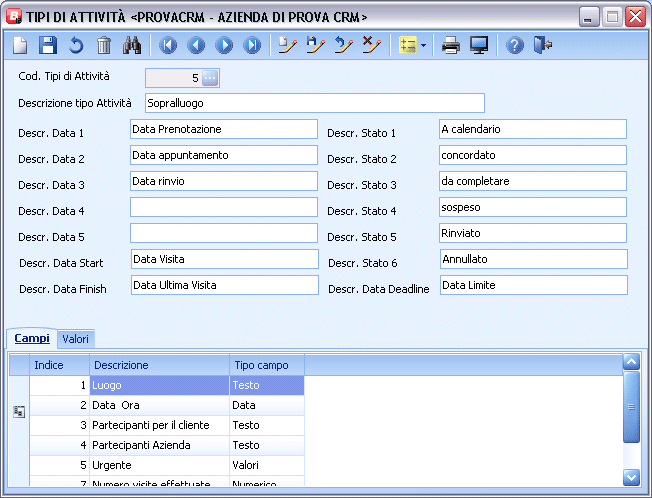 TIPI DI ATTIVITÀ <PROVACRM - AZIENDA DI PROVA CRM>
Cod. Tipi di Attività 5
Descrizione tipo Attività Sopralluogo
Descr. Data 1 Data Prenotazione Descr. Stato 1 A calendario
Descr. Data 2 Data appuntamento Descr. Stato 2 concordato
Descr. Data 3 Data rinvio Descr. Stato 3 da completare
Descr. Data 4 Descr. Stato 4 sospeso
Descr. Data 5 Descr. Stato 5 Rinviato
Descr. Data Start Data Visita Descr. Stato 6 Annullato
Descr. Data Finish Data Ultima Visita Descr. Data Deadline Data Limite
Campi Valori
Indice Descrizione Tipo campo
1 Luogo Testo
2 Data Ora Data
3 Partecipanti per il cliente Testo
4 Partecipanti Azienda Testo
5 Urgente Valori
7 Numero visite effettuate Numerico